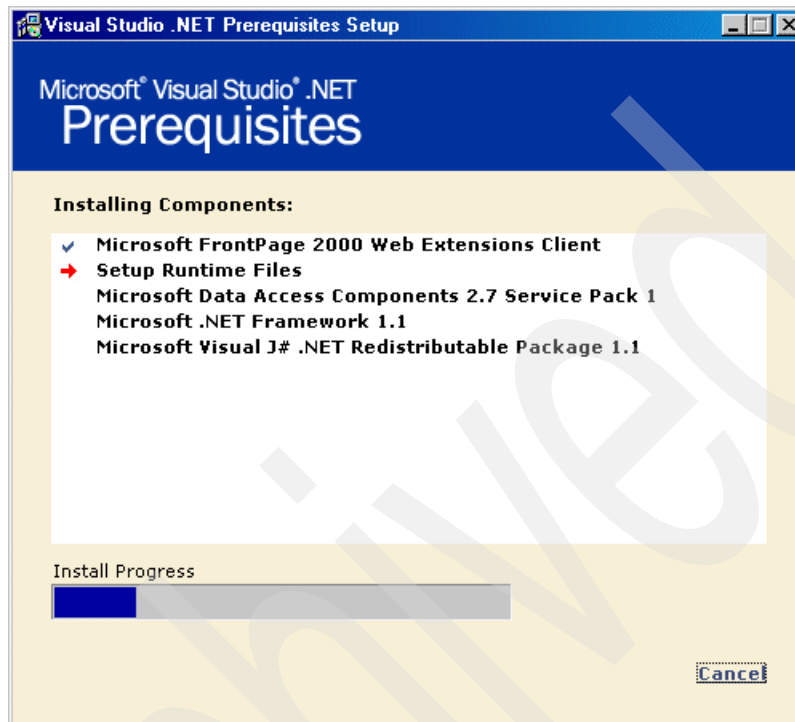 Visual Studio .NET Prerequisites Setup
Microsoft® Visual Studio® .NET
Prerequisites
Installing Components:
Microsoft FrontPage 2000 Web Extensions Client
Setup Runtime Files
Microsoft Data Access Components 2.7 Service Pack 1
Microsoft .NET Framework 1.1
Microsoft Visual J# .NET Redistributable Package 1.1
Install Progress
Cancel
hived